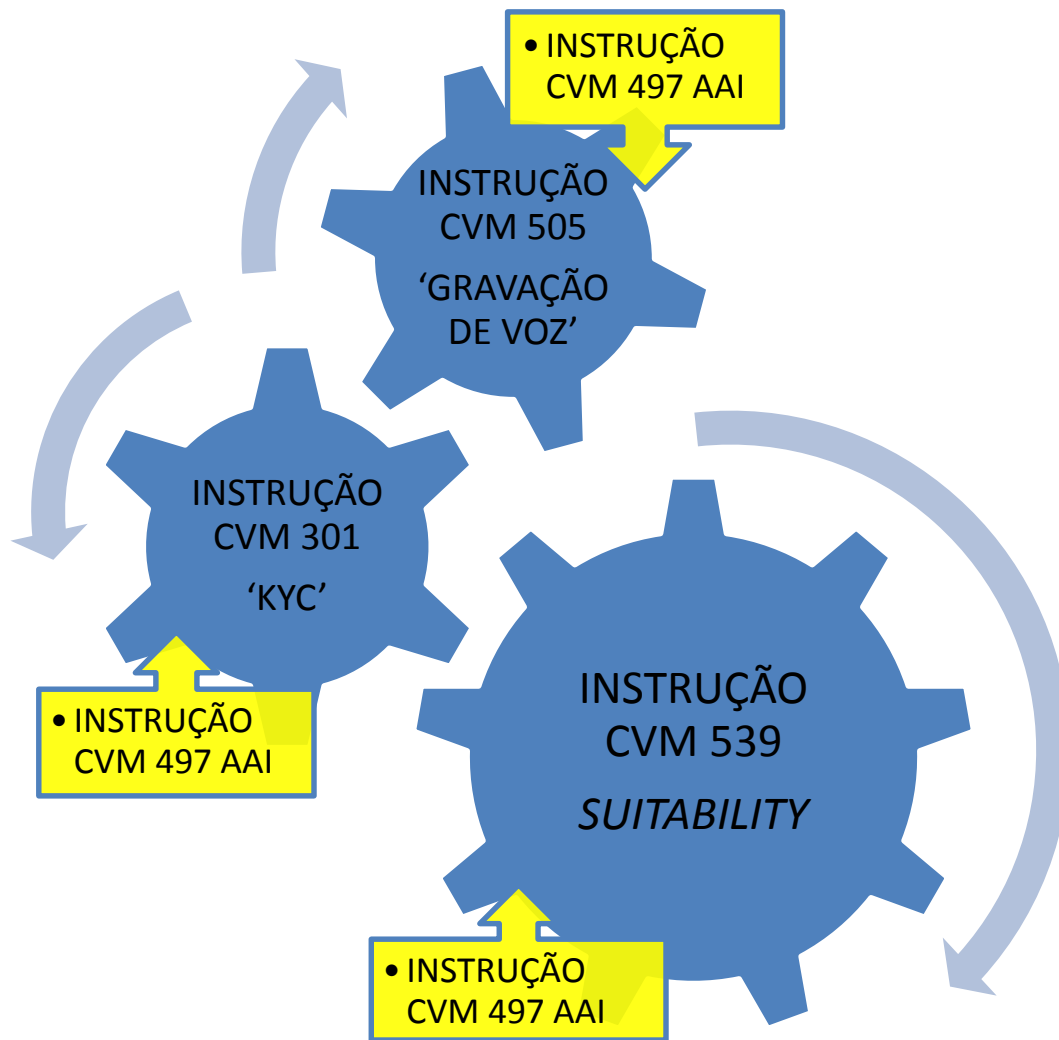 • INSTRUÇÃO
CVM 497 AAI
INSTRUÇÃO
CVM 505
‘GRAVAÇÃO
DE VOZ’
INSTRUÇÃO
CVM 301
‘KYC’
• INSTRUÇÃO
CVM 497 AAI
INSTRUÇÃO
CVM 539
SUITABILITY
• INSTRUÇÃO
CVM 497 AAI